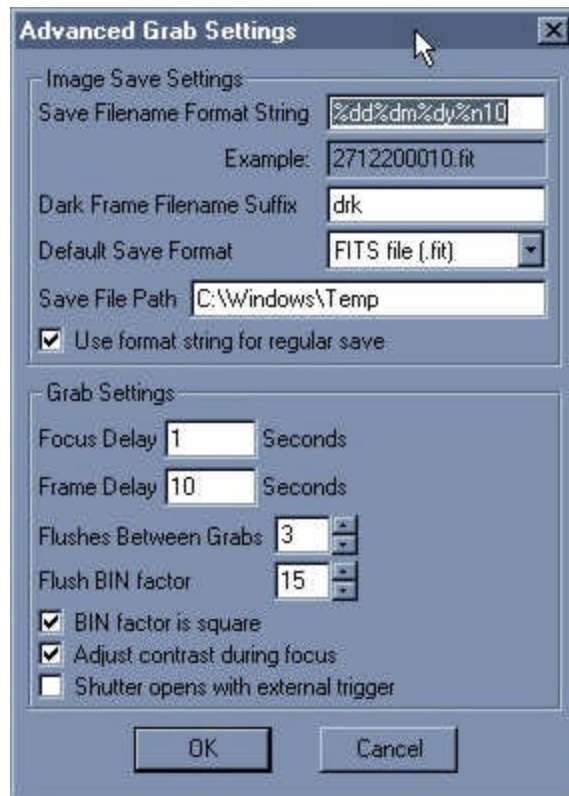 Advanced Grab Settings
Image Save Settings
Save Filename Format String %dd%dm%dy%n10
Example: 2712200010.fit
Dark Frame Filename Suffix drk
Default Save Format FITS file (.fit)
Save File Path C:\Windows\Temp
Use format string for regular save
Grab Settings
Focus Delay 1 Seconds
Frame Delay 10 Seconds
Flushes Between Grabs 3
Flush BIN factor 15
BIN factor is square
Adjust contrast during focus
Shutter opens with external trigger
OK Cancel